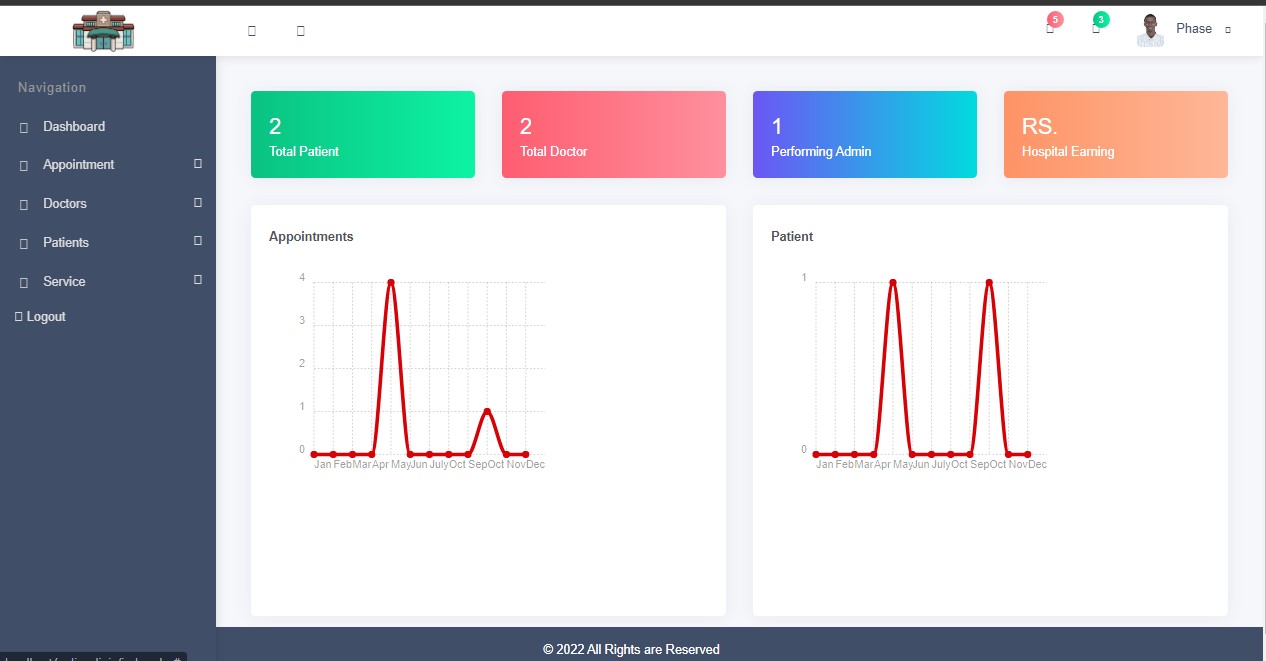 5
3
Phase
Navigation
Dashboard
Appointment
Doctors
Patients
Service
Logout
2
Total Patient
2
Total Doctor
1
Performing Admin
RS.
Hospital Earning
Appointments
4
3
2
1
0
Jan Feb Mar Apr May Jun July Oct Sep Oct Nov Dec
Patient
1
0
Jan Feb Mar Apr May Jun July Oct Sep Oct Nov Dec
© 2022 All Rights are Reserved